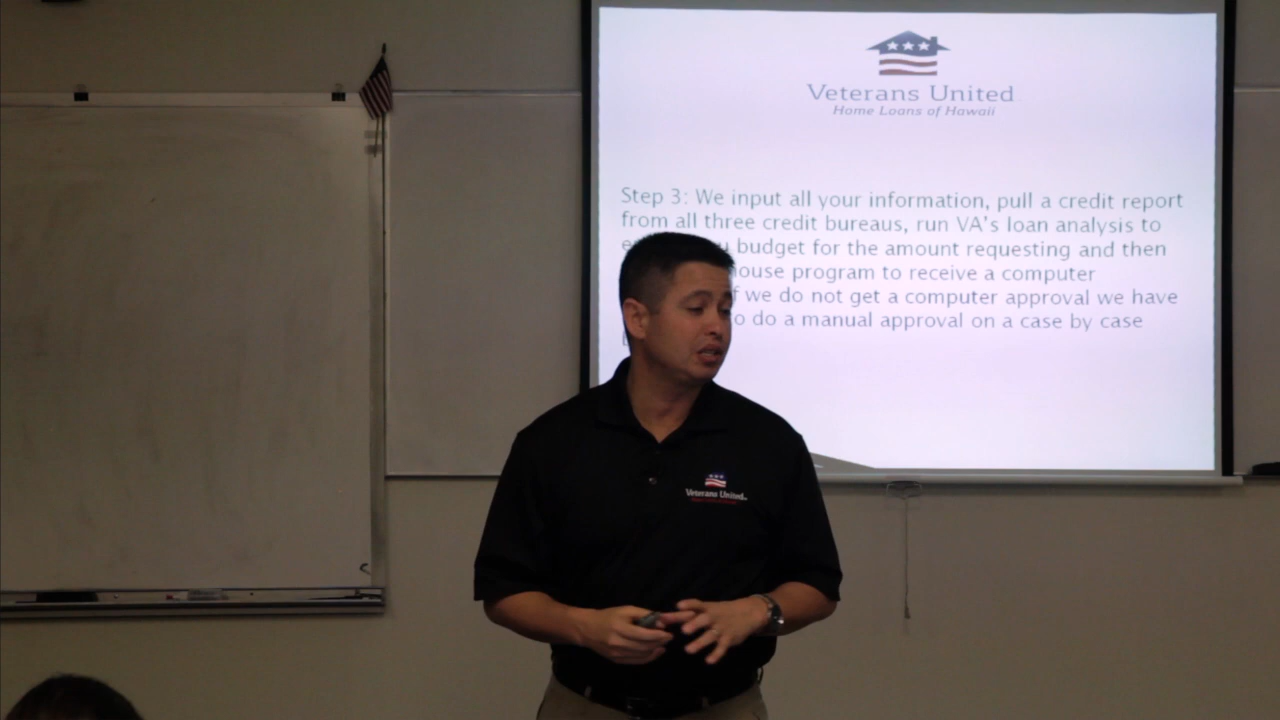 Veterans United
Home Loans of Hawaii
Step 3: We input all your information, pull a credit report
from all three credit bureaus, run VA's loan analysis to
budget for the amount requesting and then
program to receive a computer
we do not get a computer approval we have
do a manual approval on a case by case
Veterans United